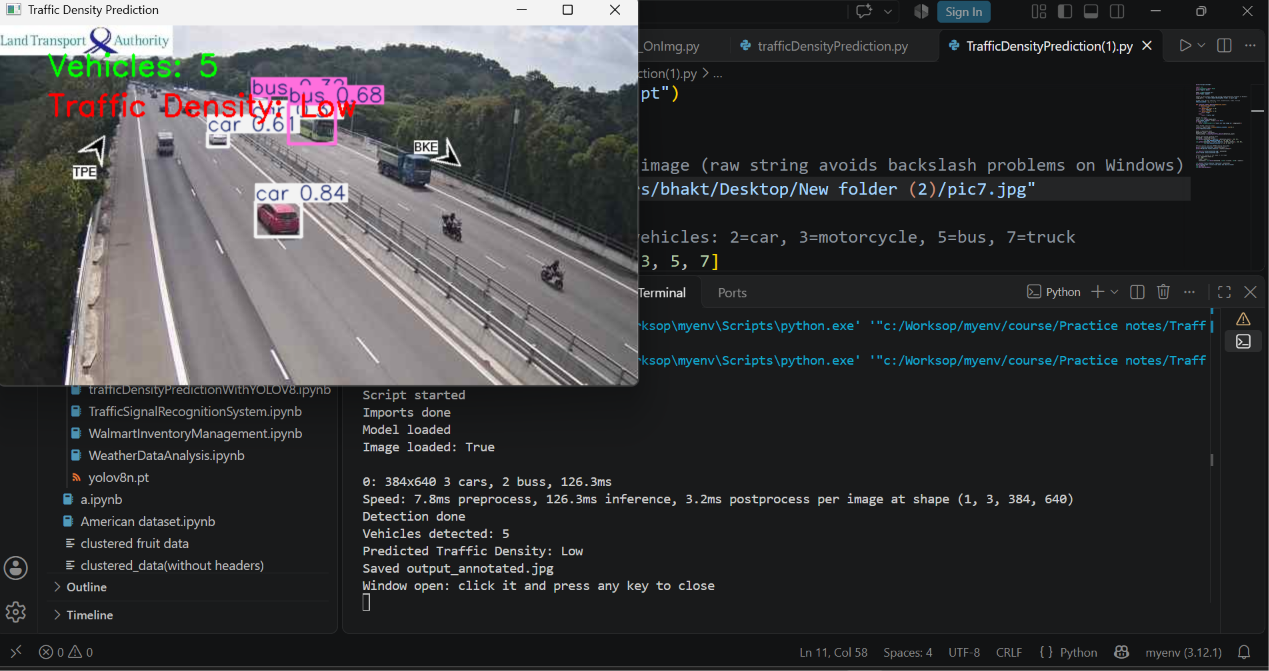 Traffic Density Prediction
Land Transport Authority
Vehicles: 5
Traffic Density: Low
bus
bus 0.68
car 0.61
car 0.84
TPE
BKE
Sign In
_OnImg.py
trafficDensityPrediction.py
TrafficDensityPrediction(1).py
ction(1).py > ...
pt")
image (raw string avoids backslash problems on Windows)
rs/bhakt/Desktop/New folder (2)/pic7.jpg"
ehicles: 2=car, 3=motorcycle, 5=bus, 7=truck
3, 5, 7]
Terminal
Ports
Python
ksop\myenv\Scripts\python.exe' '"c:/Worksop/myenv/course/Practice notes/Traff
ksop\myenv\Scripts\python.exe' '"c:/Worksop/myenv/course/Practice notes/Traff
trafficDensityPredictionWithYOLOV8.ipynb
TrafficSignalRecognitionSystem.ipynb
WalmartInventoryManagement.ipynb
WeatherDataAnalysis.ipynb
yolov8n.pt
a.ipynb
American dataset.ipynb
clustered fruit data
clustered_data(without headers)
Outline
Timeline
Script started
Imports done
Model loaded
Image loaded: True
0: 384x640 3 cars, 2 buss, 126.3ms
Speed: 7.8ms preprocess, 126.3ms inference, 3.2ms postprocess per image at shape (1, 3, 384, 640)
Detection done
Vehicles detected: 5
Predicted Traffic Density: Low
Saved output_annotated.jpg
Window open: click it and press any key to close
0 0
Ln 11, Col 58
Spaces: 4
UTF-8
CRLF
{ } Python
myenv (3.12.1)